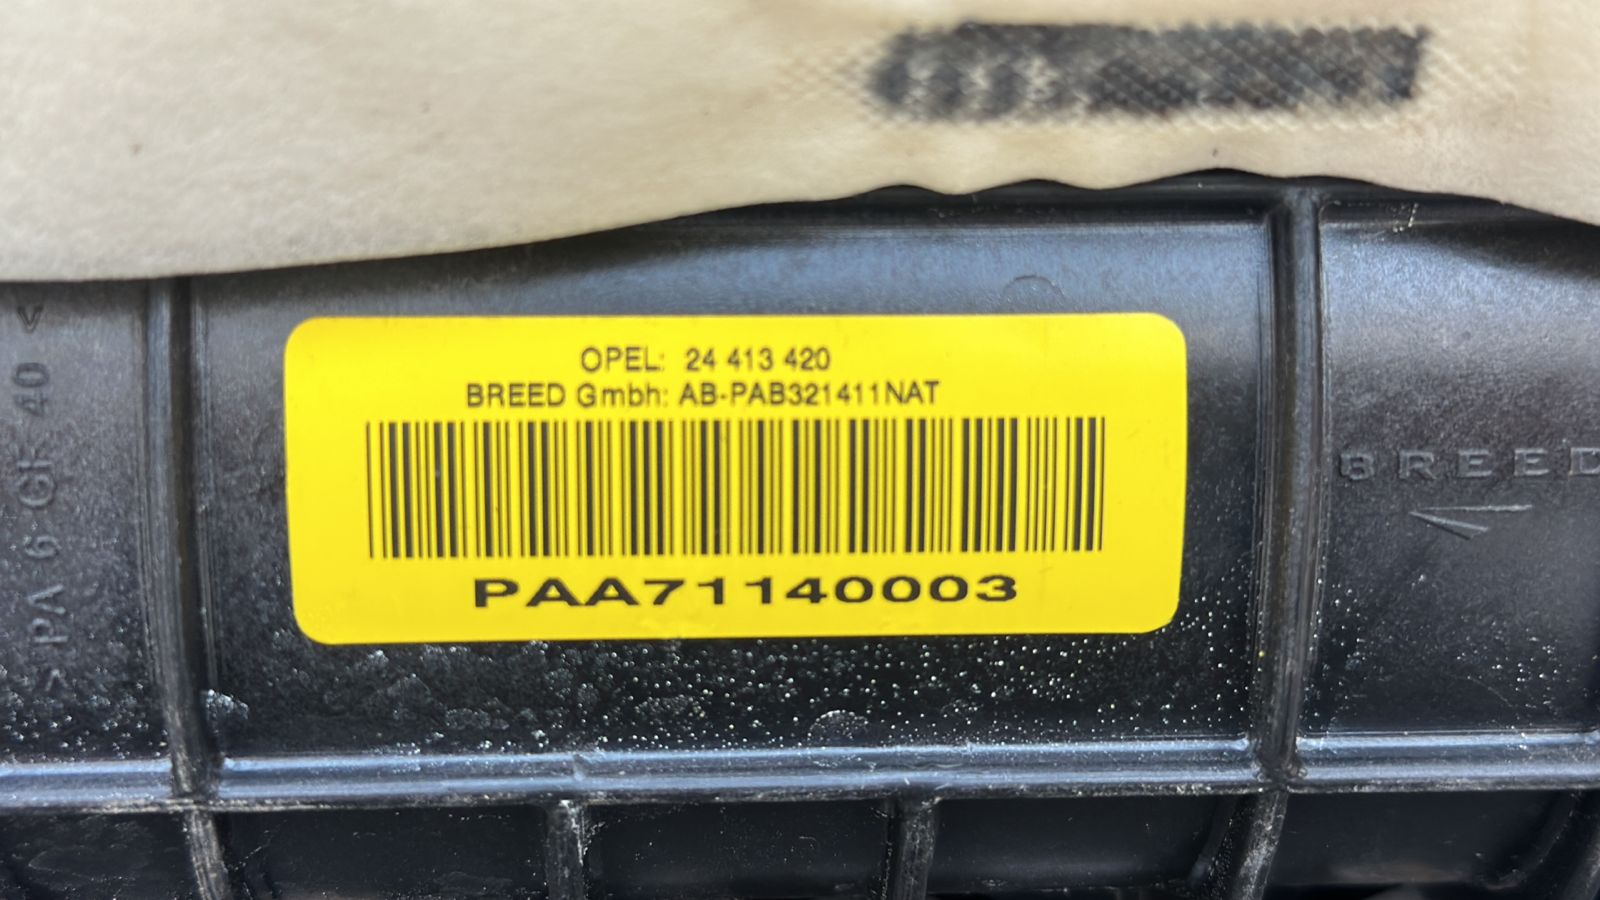 OPEL: 24 413 420
BREED Gmbh: AB-PAB321411NAT
PAA71140003
>PA 6 GF 40<
BREED